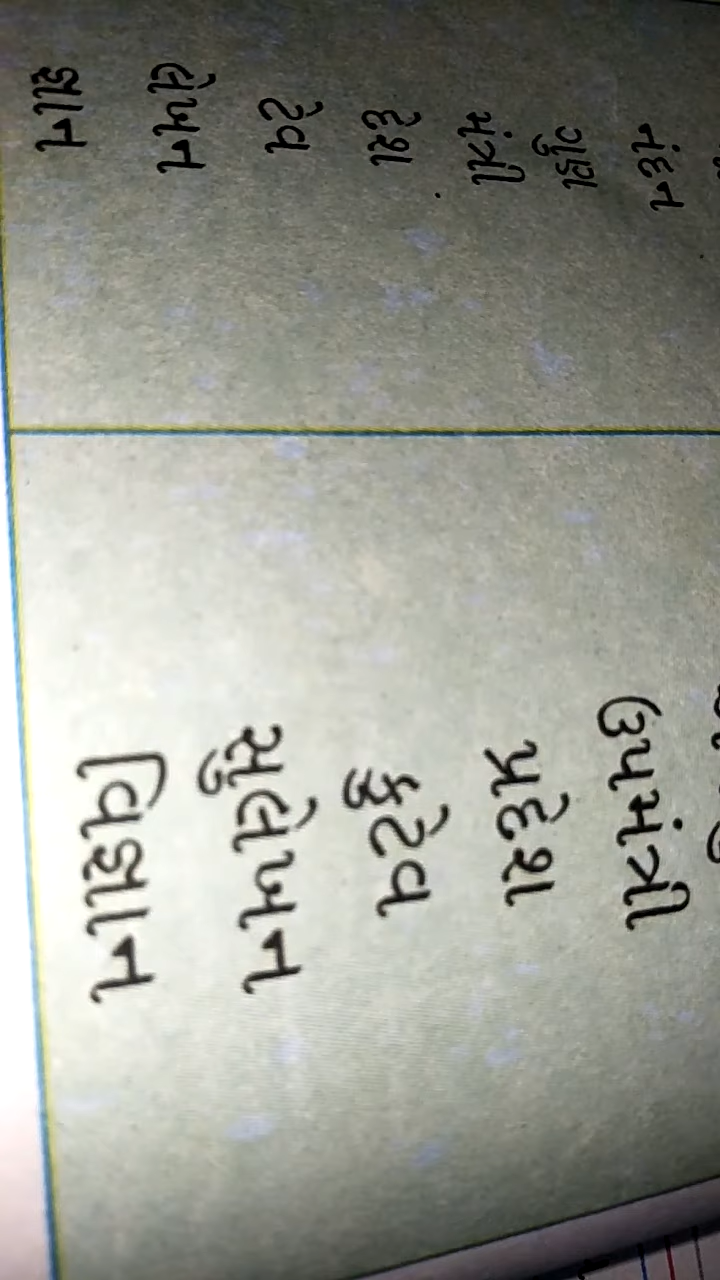 નંદન
ગુણ
મંત્રી ઉપમંત્રી
દેશ પ્રદેશ
ટેવ કુટેવ
લેખન સુલેખન
જ્ઞાન વિજ્ઞાન